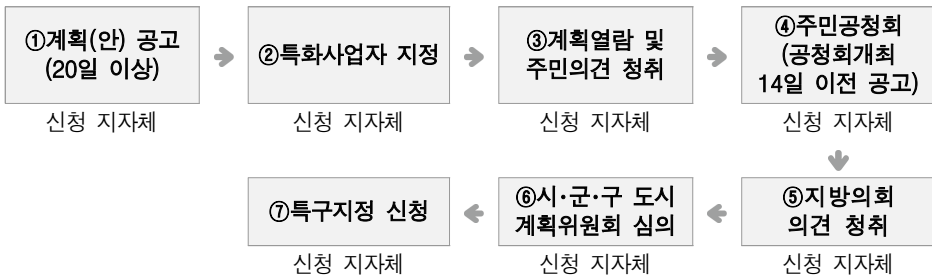 ①계획(안) 공고
(20일 이상)
신청 지자체
②특화사업자 지정
신청 지자체
③계획열람 및
주민의견 청취
신청 지자체
④주민공청회
(공청회개최
14일 이전 공고)
신청 지자체
⑤지방의회
의견 청취
신청 지자체
⑥시·군·구 도시
계획위원회 심의
신청 지자체
⑦특구지정 신청
신청 지자체